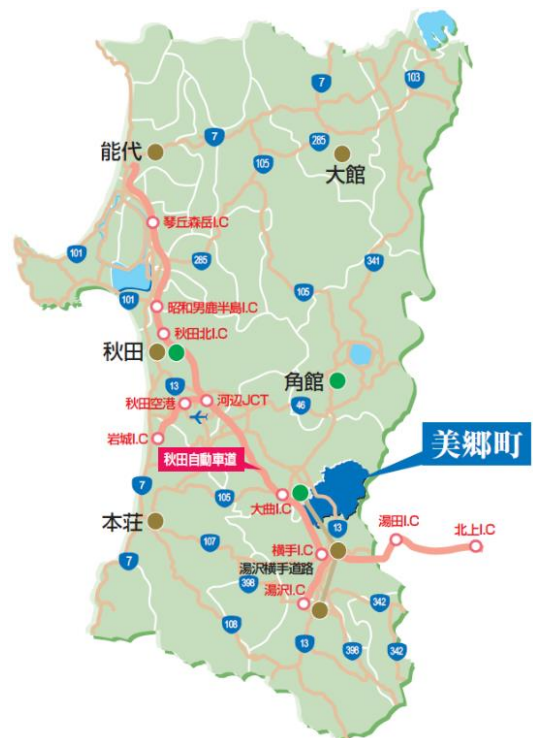 103
7
7
能代
285
大館
105
琴丘森岳I.C
101
285
341
101
昭和男鹿半島I.C
105
秋田北I.C
秋田
13
角館
秋田空港
河辺JCT
46
岩城I.C
美郷町
秋田自動車道
7
105
大曲I.C
本荘
13
湯田I.C
北上I.C
107
横手I.C
7
湯沢横手道路
398
湯沢I.C
342
108
13
398
342